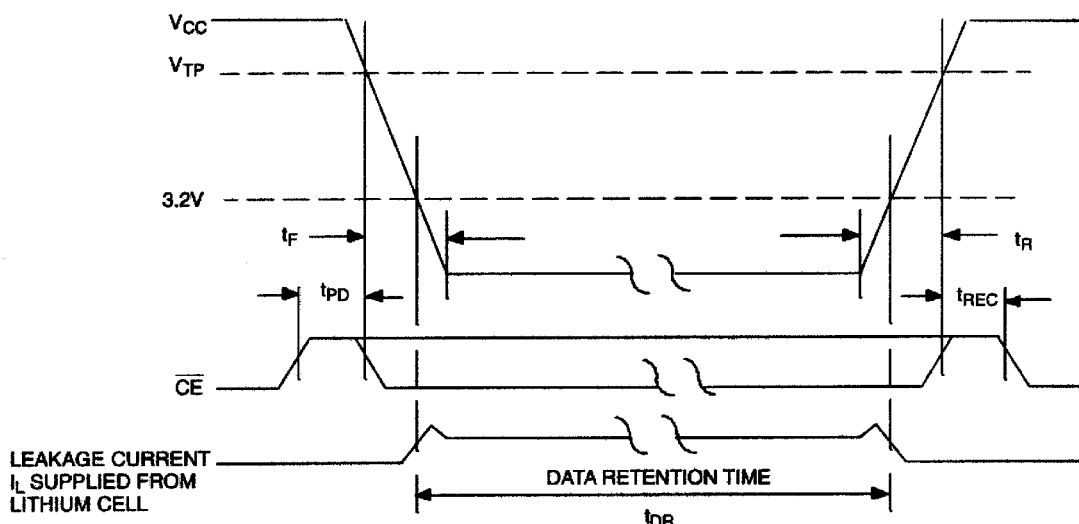 VCC
VTP
3.2V
tF
tR
tPD
tREC
CE
LEAKAGE CURRENT
IL SUPPLIED FROM
LITHIUM CELL
DATA RETENTION TIME
tDR